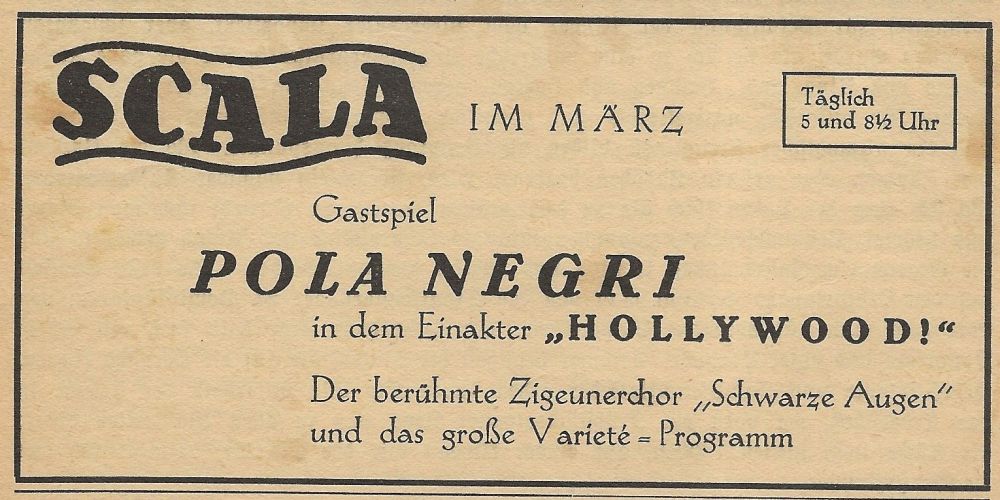 SCALA IM MÄRZ
Täglich
5 und 8½ Uhr
Gastspiel
POLA NEGRI
in dem Einakter „HOLLYWOOD!“
Der berühmte Zigeunerchor „Schwarze Augen“
und das große Varieté = Programm